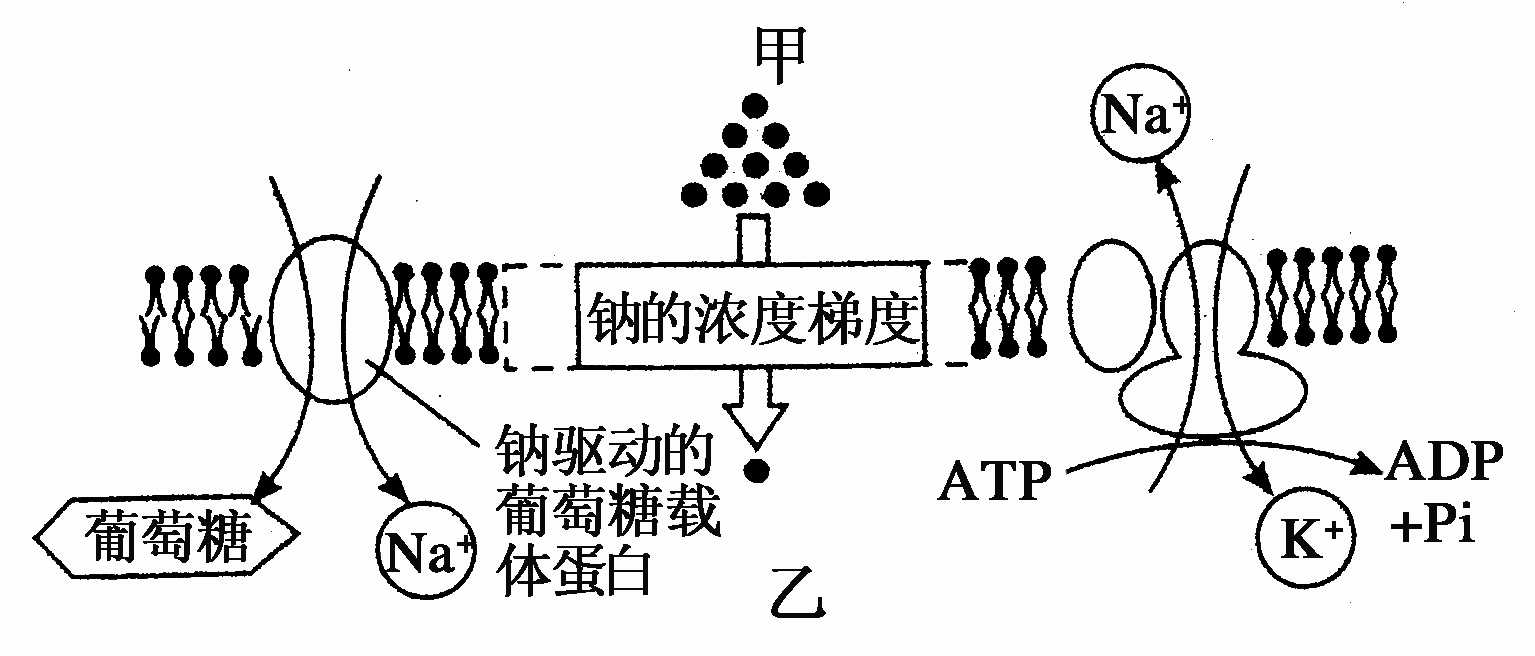 甲
Na⁺
钠的浓度梯度
钠驱动的
葡萄糖载
体蛋白
葡萄糖
Na⁺
ATP
ADP
+Pi
K⁺
乙